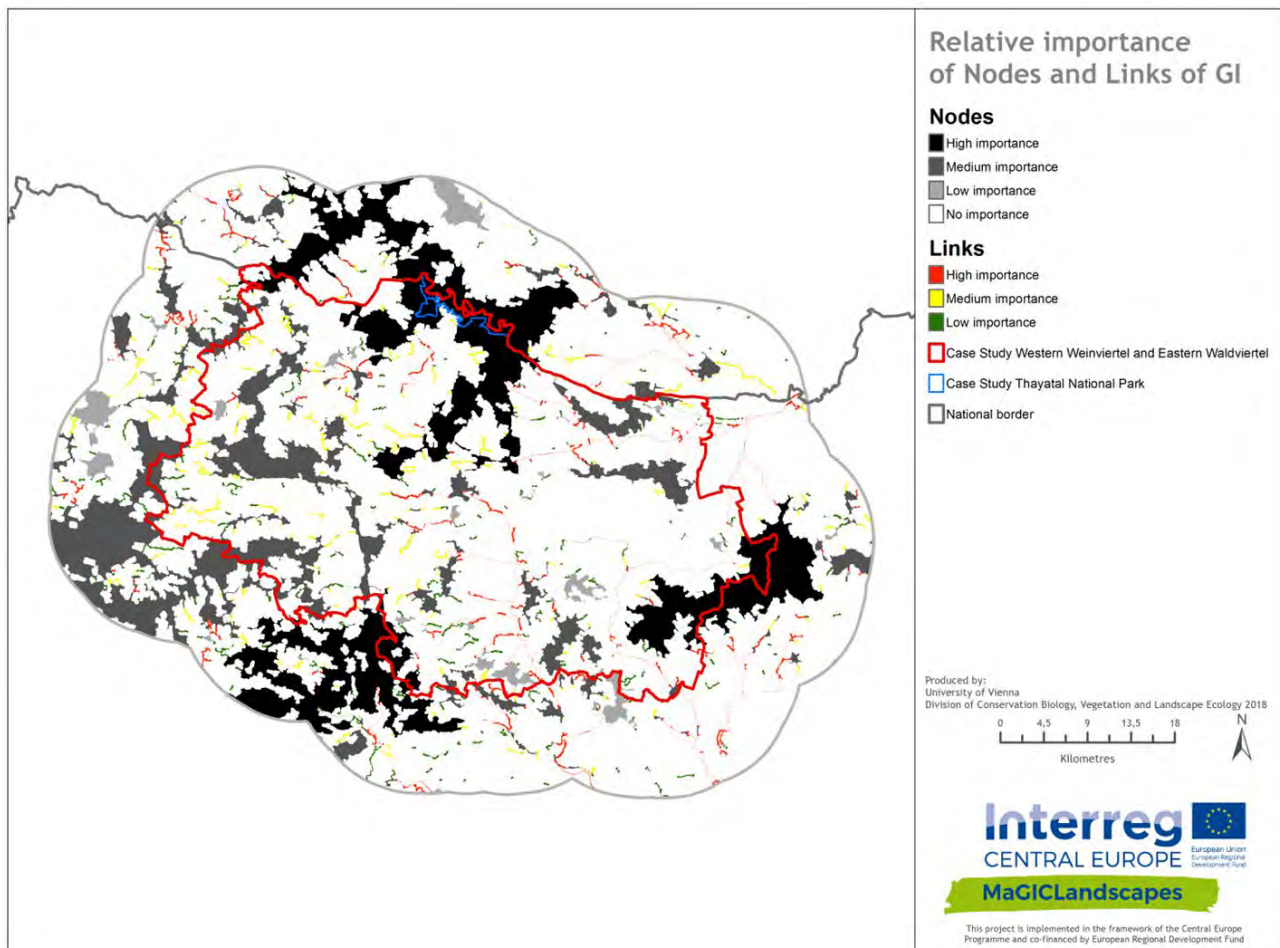 Relative importance
of Nodes and Links of GI
Nodes
High importance
Medium importance
Low importance
No importance
Links
High importance
Medium importance
Low importance
Case Study Western Weinviertel and Eastern Waldviertel
Case Study Thayatal National Park
National border
Produced by:
University of Vienna
Division of Conservation Biology, Vegetation and Landscape Ecology 2018
0 4,5 9 13,5 18
N
Kilometres
Interreg
CENTRAL EUROPE
European Union
European Regional
Development Fund
MaGICLandscapes
This project is implemented in the framework of the Central Europe
Programme and co-financed by European Regional Development Fund